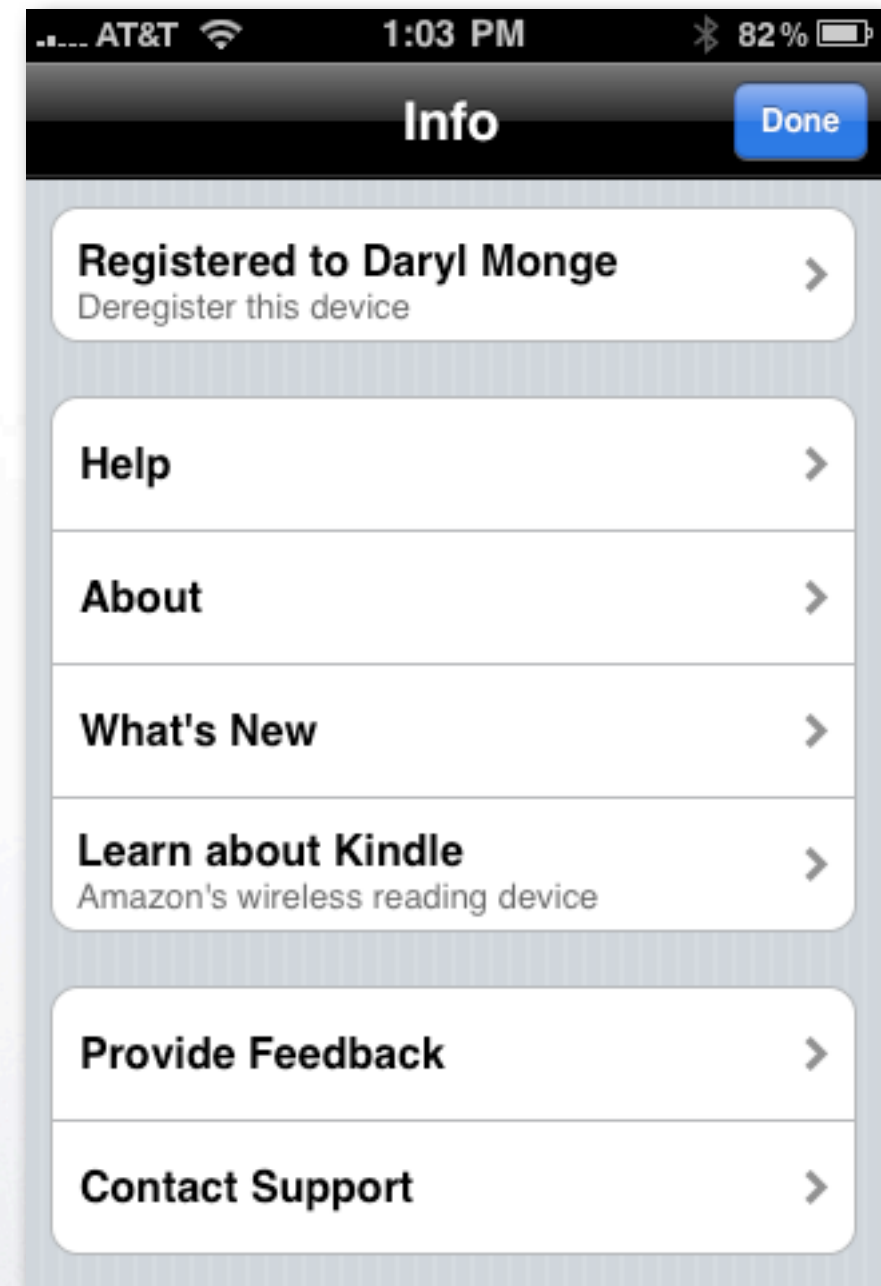 AT&T 1:03 PM 82%
Info Done
Registered to Daryl Monge
Deregister this device
Help
About
What's New
Learn about Kindle
Amazon's wireless reading device
Provide Feedback
Contact Support